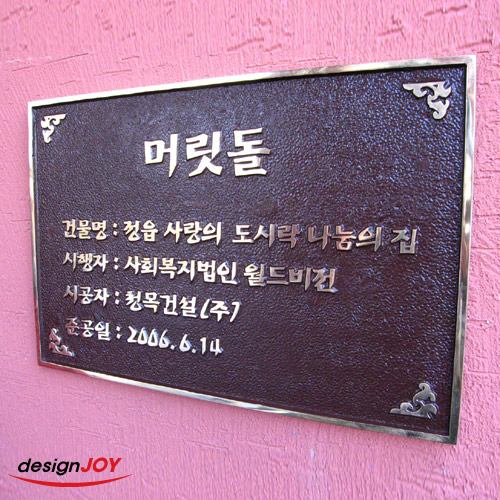 머릿돌
건물명 : 정읍 사랑의 도시락 나눔의 집
시행자 : 사회복지법인 월드비전
시공자 : 청목건설(주)
준공일 : 2006.6.14
designJOY